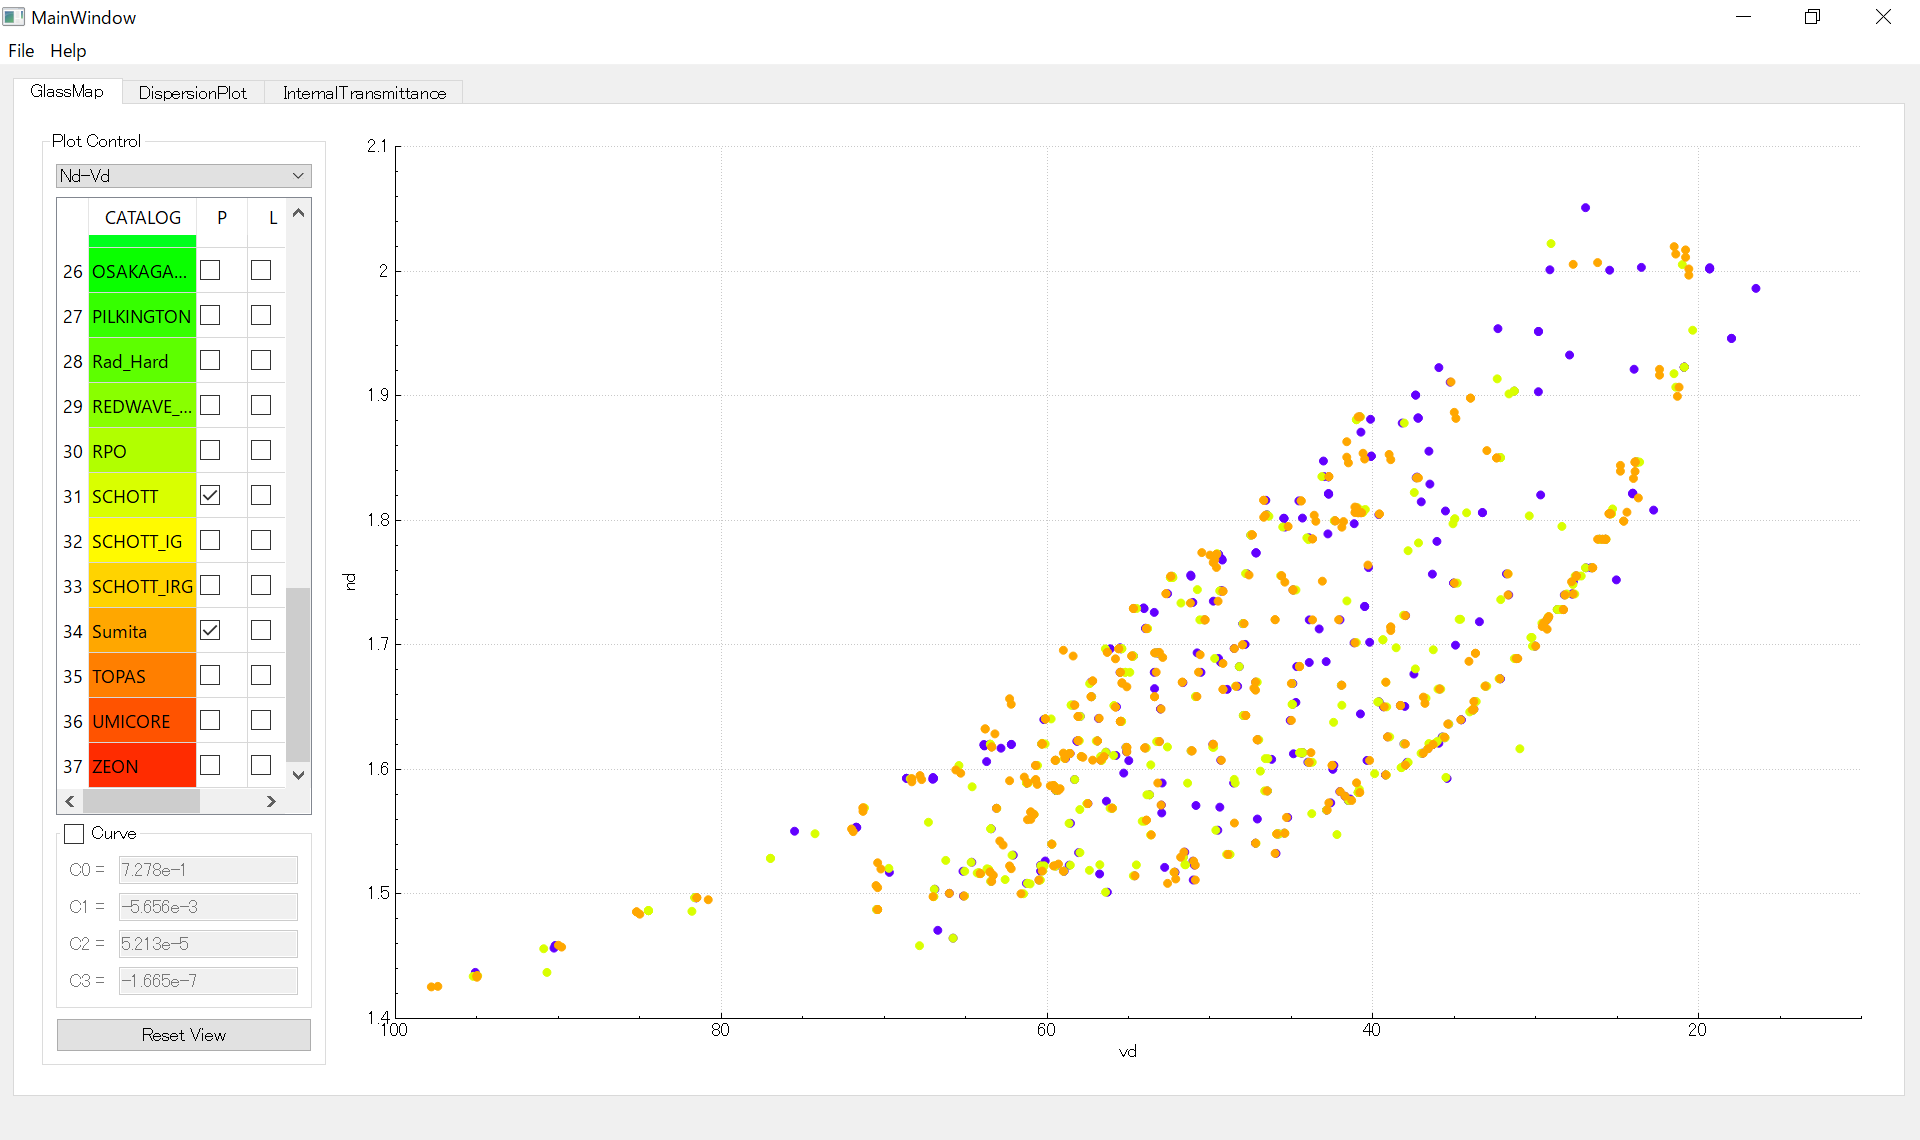 MainWindow
File Help
GlassMap DispersionPlot InternalTransmittance
Plot Control
Nd-Vd
CATALOG P L
26 OSAKAGA...
27 PILKINGTON
28 Rad_Hard
29 REDWAVE_...
30 RPO
31 SCHOTT
32 SCHOTT_IG
33 SCHOTT_IRG
34 Sumita
35 TOPAS
36 UMICORE
37 ZEON
Curve
C0 = 7.278e-1
C1 = -5.656e-3
C2 = 5.213e-5
C3 = -1.665e-7
Reset View
2.1
2
1.9
1.8
1.7
1.6
1.5
1.4
nd
100 80 60 40 20
vd